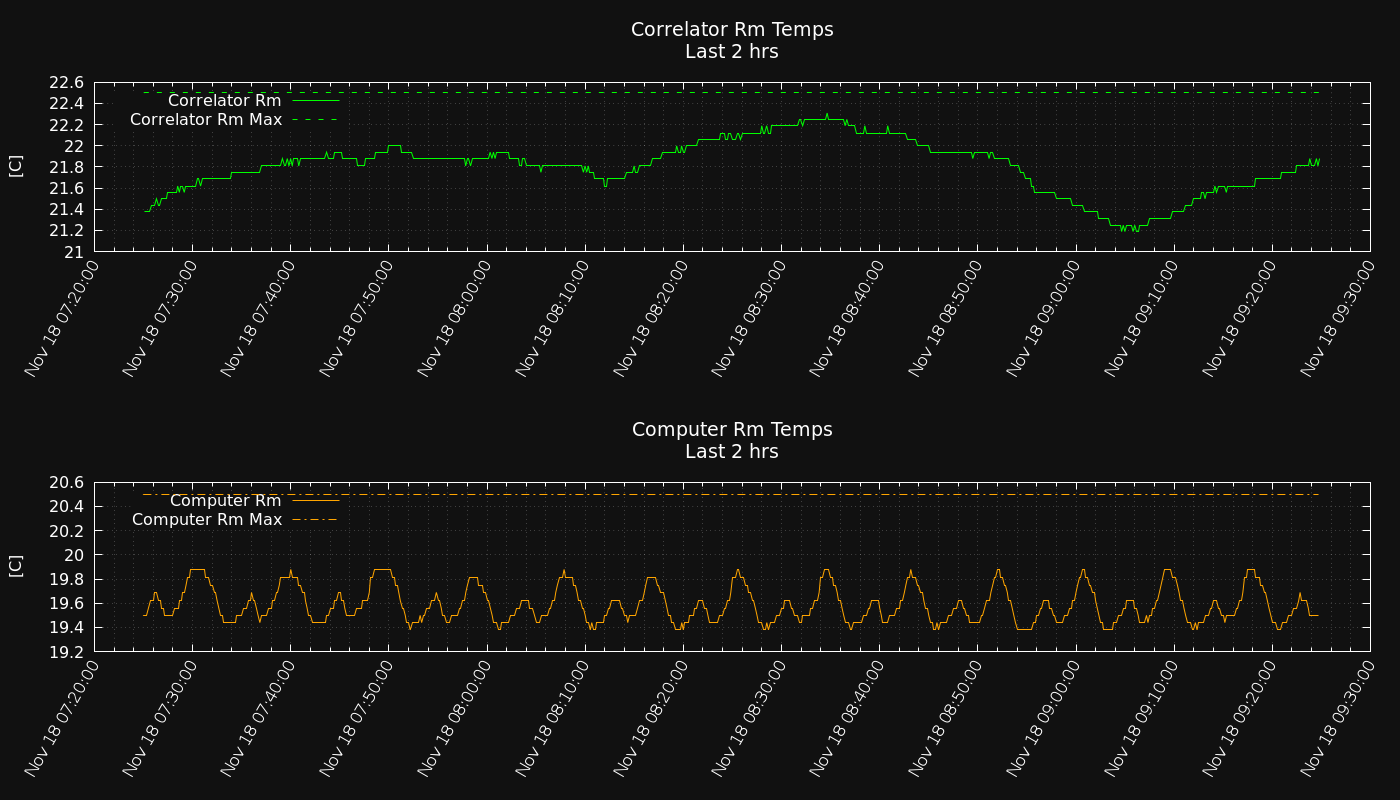 Correlator Rm Temps
Last 2 hrs
22.6
22.4
22.2
22
21.8
21.6
21.4
21.2
21
[C]
Correlator Rm
Correlator Rm Max
Nov 18 07:20:00
Nov 18 07:30:00
Nov 18 07:40:00
Nov 18 07:50:00
Nov 18 08:00:00
Nov 18 08:10:00
Nov 18 08:20:00
Nov 18 08:30:00
Nov 18 08:40:00
Nov 18 08:50:00
Nov 18 09:00:00
Nov 18 09:10:00
Nov 18 09:20:00
Nov 18 09:30:00
Computer Rm Temps
Last 2 hrs
20.6
20.4
20.2
20
19.8
19.6
19.4
19.2
[C]
Computer Rm
Computer Rm Max
Nov 18 07:20:00
Nov 18 07:30:00
Nov 18 07:40:00
Nov 18 07:50:00
Nov 18 08:00:00
Nov 18 08:10:00
Nov 18 08:20:00
Nov 18 08:30:00
Nov 18 08:40:00
Nov 18 08:50:00
Nov 18 09:00:00
Nov 18 09:10:00
Nov 18 09:20:00
Nov 18 09:30:00